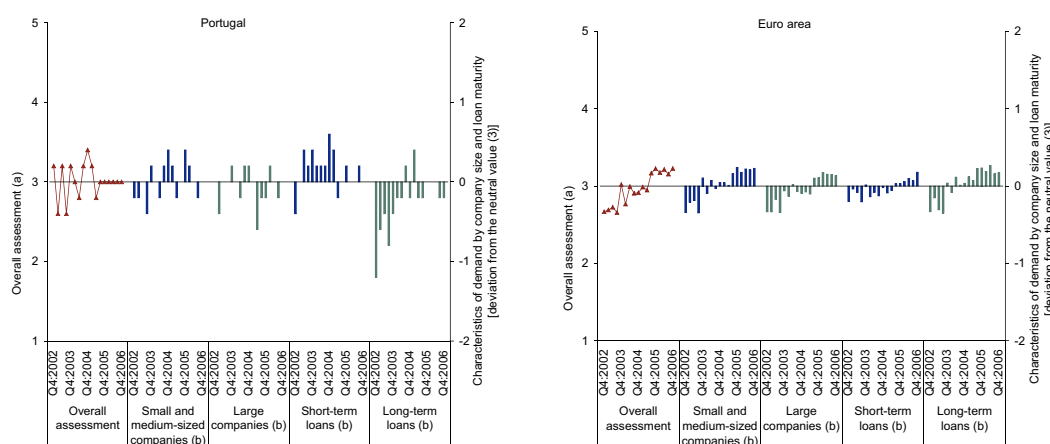 Portugal
5
4
3
2
1
2
1
0
-1
-2
Overall assessment (a)
Characteristics of demand by company size and loan maturity
[deviation from the neutral value (3)]
Q4:2002
Q4:2003
Q4:2004
Q4:2005
Q4:2006
Q4:2002
Q4:2003
Q4:2004
Q4:2005
Q4:2006
Q4:2002
Q4:2003
Q4:2004
Q4:2005
Q4:2006
Q4:2002
Q4:2003
Q4:2004
Q4:2005
Q4:2006
Q4:2002
Q4:2003
Q4:2004
Q4:2005
Q4:2006
Overall
assessment
Small and
medium-sized
companies (b)
Large
companies (b)
Short-term
loans (b)
Long-term
loans (b)
Euro area
5
4
3
2
1
2
1
0
-1
-2
Overall assessment (a)
Characteristics of demand by company size and loan maturity
[deviation from the neutral value (3)]
Q4:2002
Q4:2003
Q4:2004
Q4:2005
Q4:2006
Q4:2002
Q4:2003
Q4:2004
Q4:2005
Q4:2006
Q4:2002
Q4:2003
Q4:2004
Q4:2005
Q4:2006
Q4:2002
Q4:2003
Q4:2004
Q4:2005
Q4:2006
Q4:2002
Q4:2003
Q4:2004
Q4:2005
Q4:2006
Overall
assessment
Small and
medium-sized
companies (b)
Large
companies (b)
Short-term
loans (b)
Long-term
loans (b)